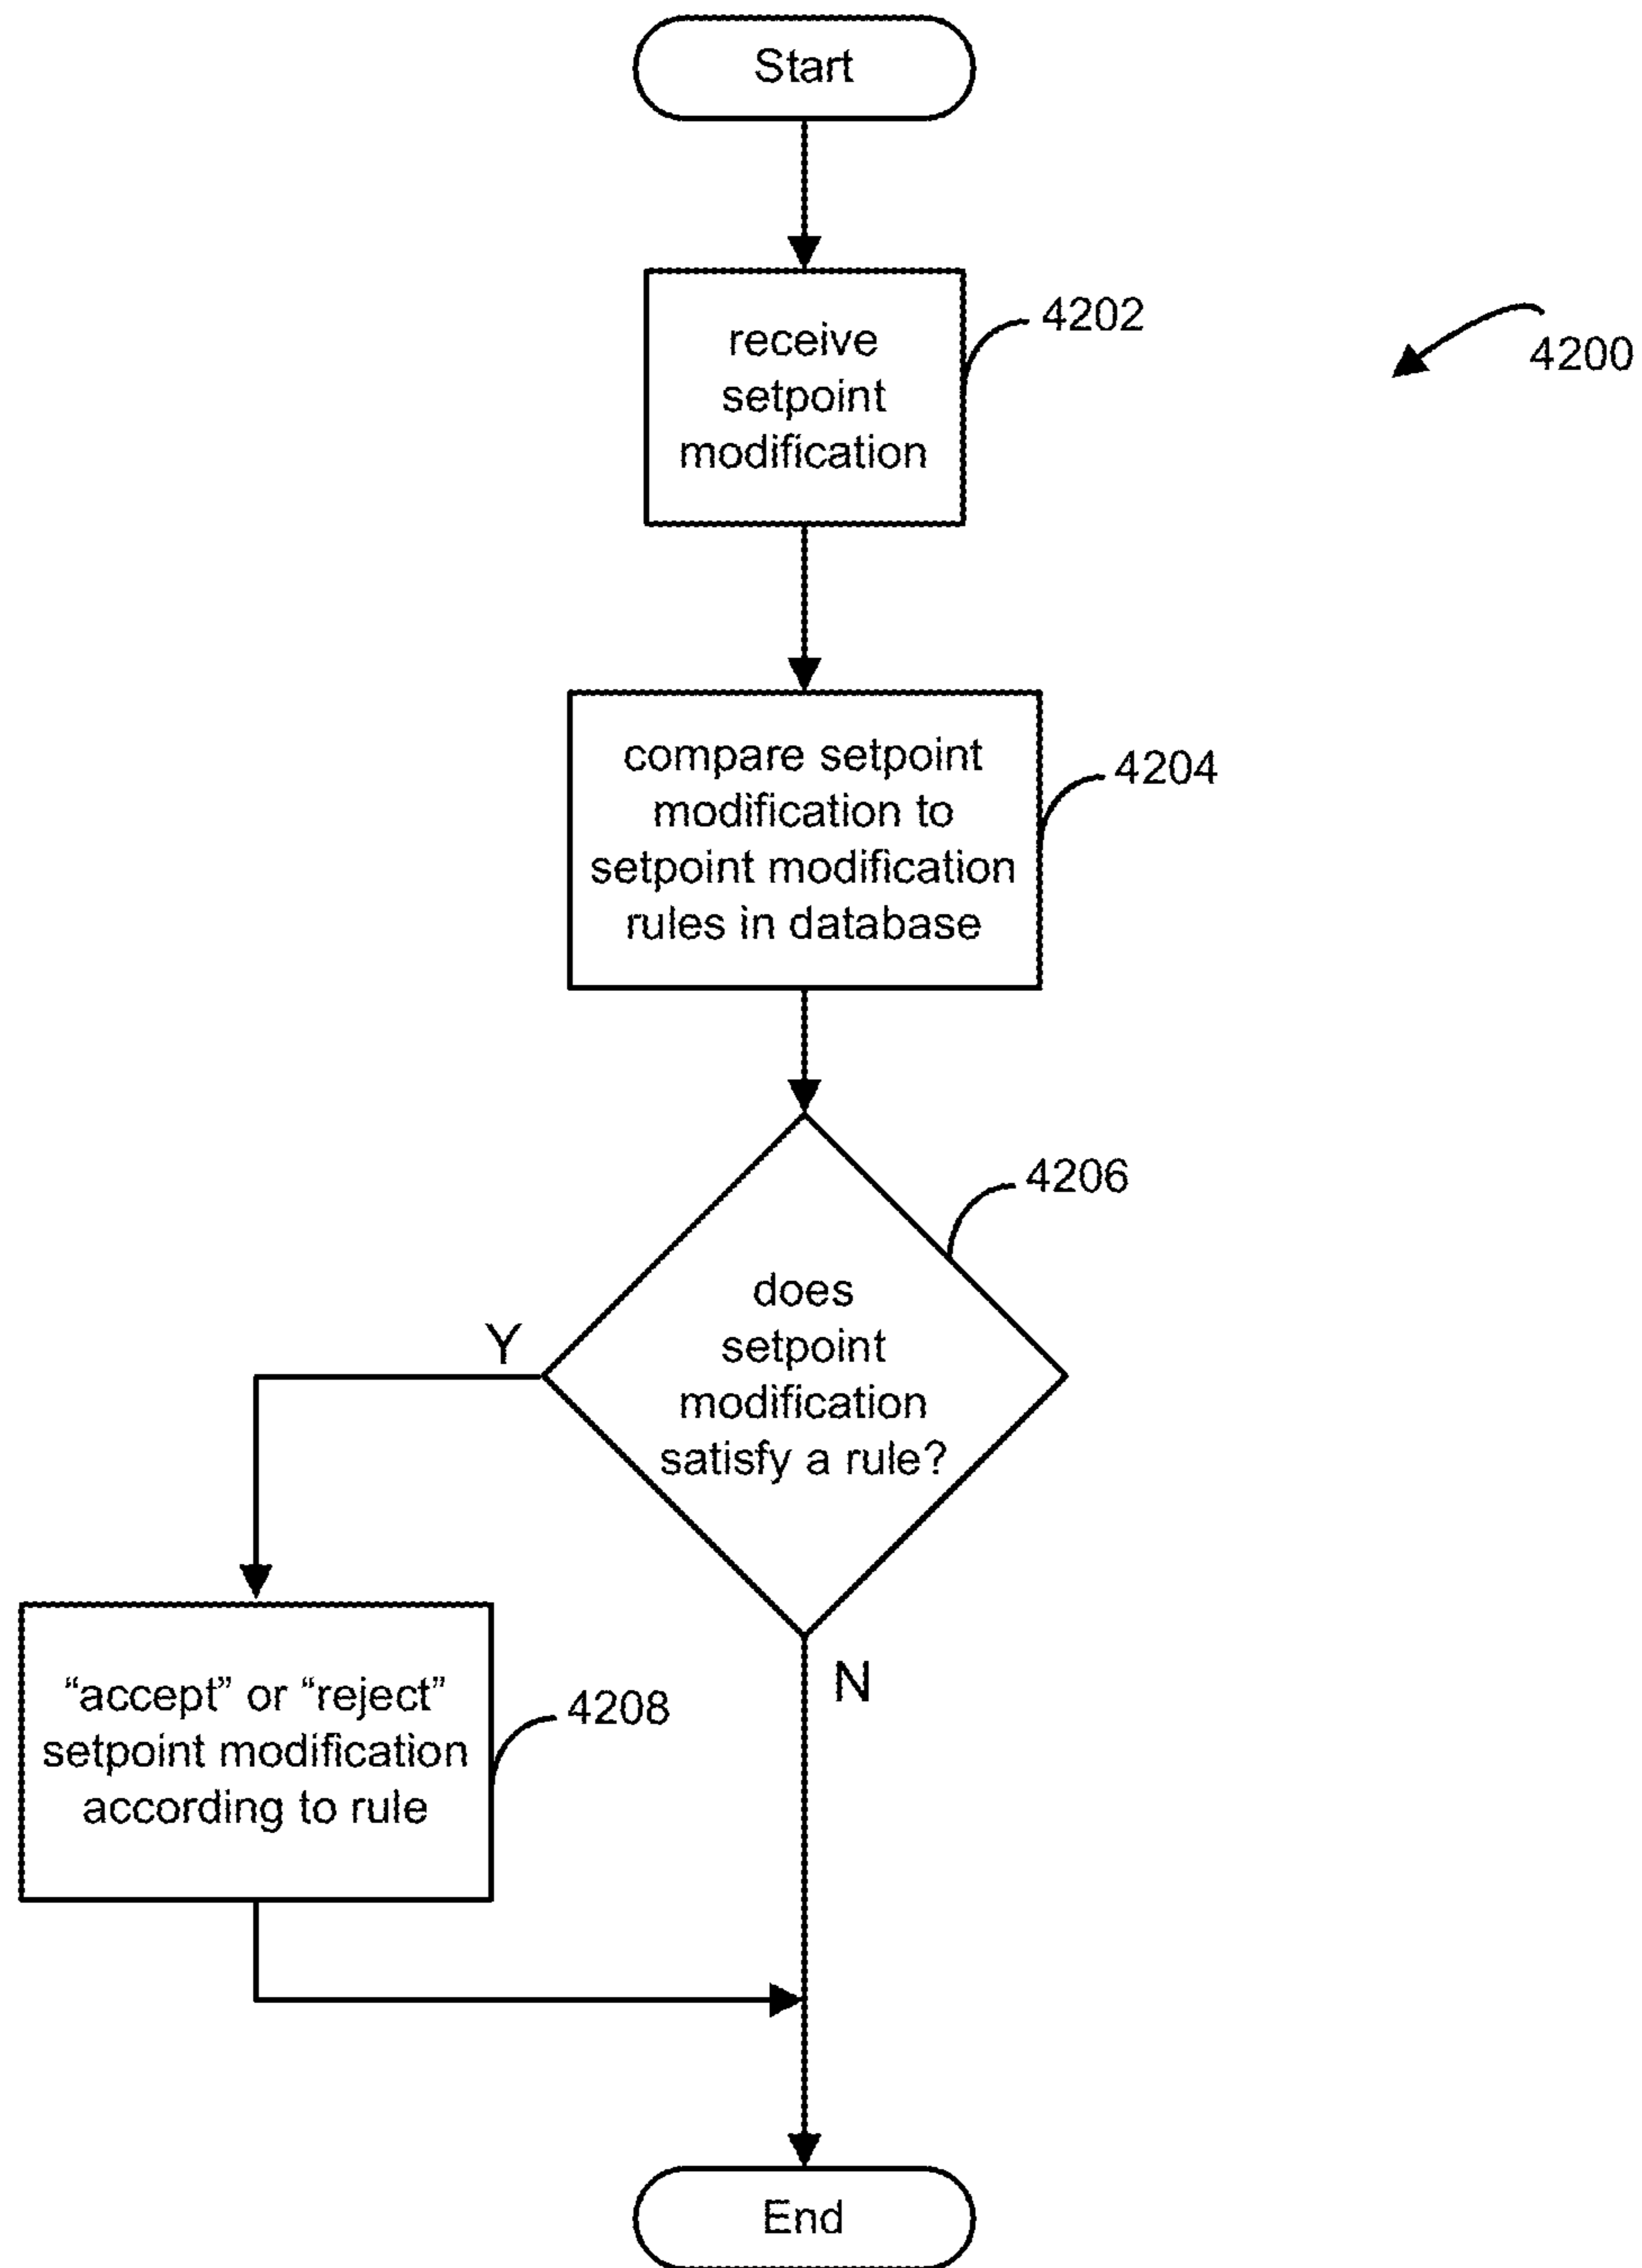 Start
receive
setpoint
modification
4202
4200
compare setpoint
modification to
setpoint modification
rules in database
4204
4206
does
setpoint
modification
satisfy a rule?
Y
N
“accept” or “reject”
setpoint modification
according to rule
4208
End